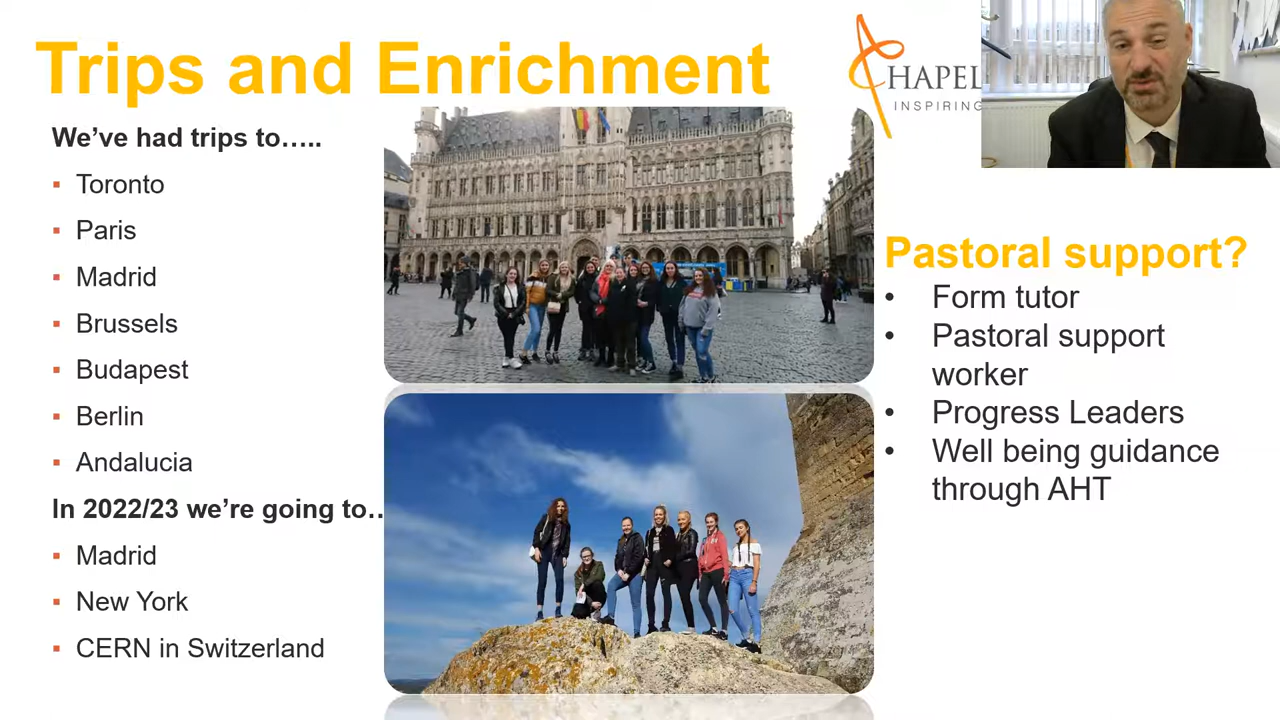 Trips and Enrichment
We've had trips to.....
▪ Toronto
▪ Paris
▪ Madrid
▪ Brussels
▪ Budapest
▪ Berlin
▪ Andalucia
In 2022/23 we're going to..
▪ Madrid
▪ New York
▪ CERN in Switzerland
HAPEL
INSPIRING
Pastoral support?
• Form tutor
• Pastoral support
worker
• Progress Leaders
• Well being guidance
through AHT